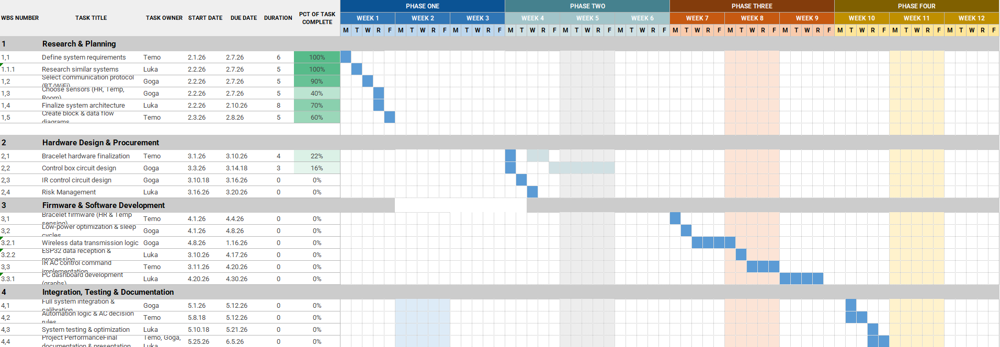 PHASE ONE PHASE TWO PHASE THREE PHASE FOUR
WBS NUMBER TASK TITLE TASK OWNER START DATE DUE DATE DURATION PCT OF TASK COMPLETE
WEEK 1 WEEK 2 WEEK 3 WEEK 4 WEEK 5 WEEK 6 WEEK 7 WEEK 8 WEEK 9 WEEK 10 WEEK 11 WEEK 12
M T W R F M T W R F M T W R F M T W R F M T W R F M T W R F M T W R F M T W R F M T W R F M T W R F M T W R F M T W R F
1 Research & Planning
1,1 Define system requirements Temo 2.1.26 2.7.26 6 100%
1.1.1 Research similar systems Luka 2.2.26 2.7.26 5 100%
1,2 Select communication protocol (BT/WiFi) Goga 2.2.26 2.7.26 5 90%
1,3 Choose sensors (HR, Temp, Room) Goga 2.2.26 2.7.26 5 40%
1,4 Finalize system architecture Luka 2.2.26 2.10.26 8 70%
1,5 Create block & data flow diagrams Temo 2.3.26 2.8.26 5 60%
2 Hardware Design & Procurement
2,1 Bracelet hardware finalization Temo 3.1.26 3.10.26 4 22%
2,2 Control box circuit design Goga 3.3.26 3.14.18 3 16%
2,3 IR control circuit design Goga 3.10.18 3.16.26 0 0%
2,4 Risk Management Luka 3.16.26 3.20.26 0 0%
3 Firmware & Software Development
3,1 Bracelet firmware (HR & Temp sensing) Temo 4.1.26 4.4.26 0 0%
3,2 Low-power optimization & sleep cycles Goga 4.1.26 4.8.26 0 0%
3.2.1 Wireless data transmission logic Goga 4.8.26 1.16.26 0 0%
3.2.2 ESP32 data reception & processing Luka 3.10.26 4.17.26 0 0%
3,3 IR AC control command implementation Temo 3.11.26 4.20.26 0 0%
3.3.1 PC dashboard development (graphs) Luka 4.20.26 4.30.26 0 0%
4 Integration, Testing & Documentation
4,1 Full system integration & calibration Goga 5.1.26 5.12.26 0 0%
4,2 Automation logic & AC decision rules Temo 5.8.18 5.12.26 0 0%
4,3 System testing & optimization Luka 5.10.18 5.21.26 0 0%
4,4 Project PerformanceFinal documentation & presentation Temo, Goga, Luka 5.25.26 6.5.26 0 0%